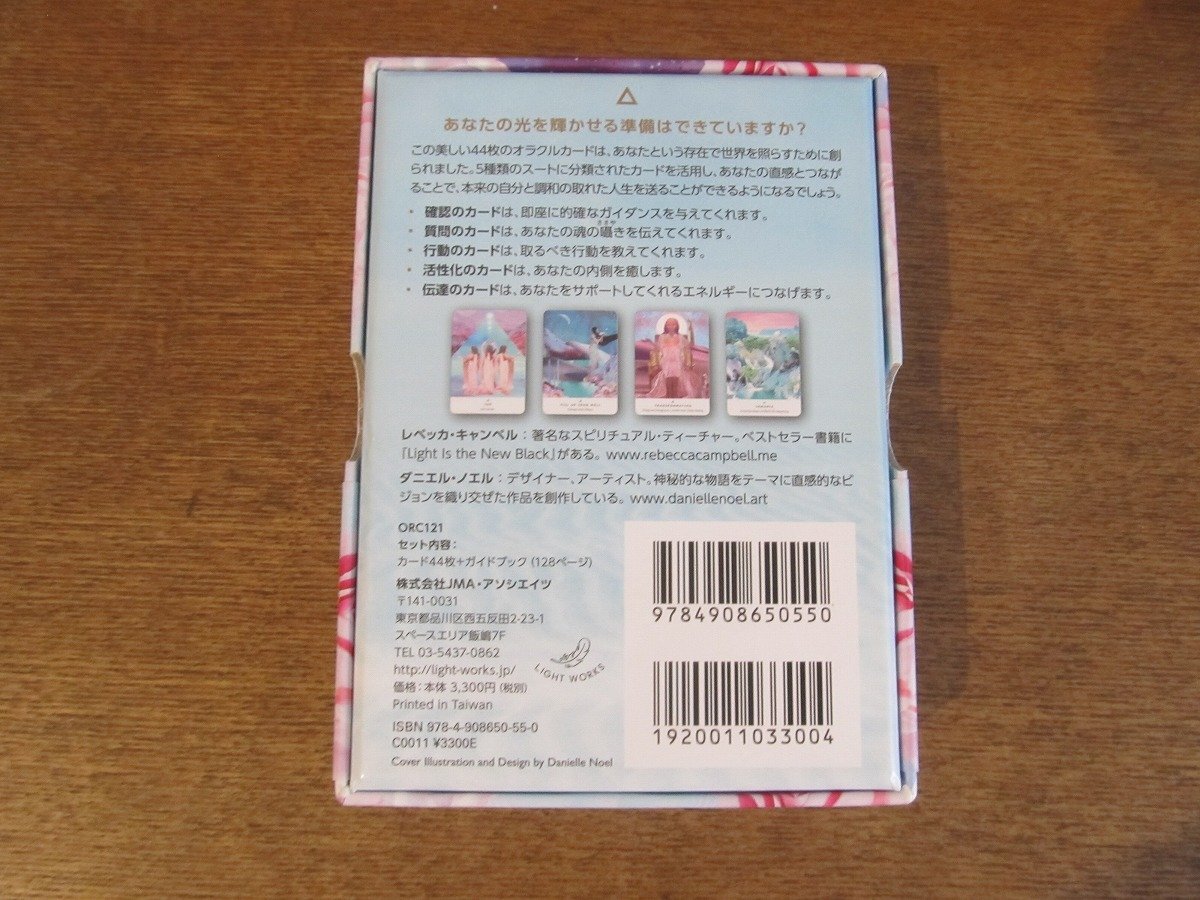 あなたの光を輝かせる準備はできていますか？
この美しい44枚のオラクルカードは、あなたという存在で世界を照らすために創
られました。5種類のスートに分類されたカードを活用し、あなたの直感とつなが
ることで、本来の自分と調和の取れた人生を送ることができるようになるでしょう。
・ 確認のカードは、即座に的確なガイダンスを与えてくれます。
・ 質問のカードは、あなたの魂の囁きを伝えてくれます。
・ 行動のカードは、取るべき行動を教えてくれます。
・ 活性化のカードは、あなたの内側を癒します。
・ 伝達のカードは、あなたをサポートしてくれるエネルギーにつなげます。
TRANSFORMATION
レベッカ・キャンベル：著名なスピリチュアル・ティーチャー。ベストセラー書籍に
『Light Is the New Black』がある。 www.rebeccacampbell.me
ダニエル・ノエル：デザイナー、アーティスト。神秘的な物語をテーマに直感的なビ
ジョンを織り交ぜた作品を創作している。 www.daniellenoel.art
ORC121
セット内容：
カード44枚+ガイドブック (128ページ)
株式会社JMA・アソシエイツ
〒141-0031
東京都品川区西五反田2-23-1
スペースエリア飯嶋7F
TEL 03-5437-0862
http://light-works.jp/
価格：本体 3,300円 (税別)
Printed in Taiwan
LIGHT WORKS
ISBN 978-4-908650-55-0
C0011 ¥3300E
Cover Illustration and Design by Danielle Noel
9784908650550
1920011033004